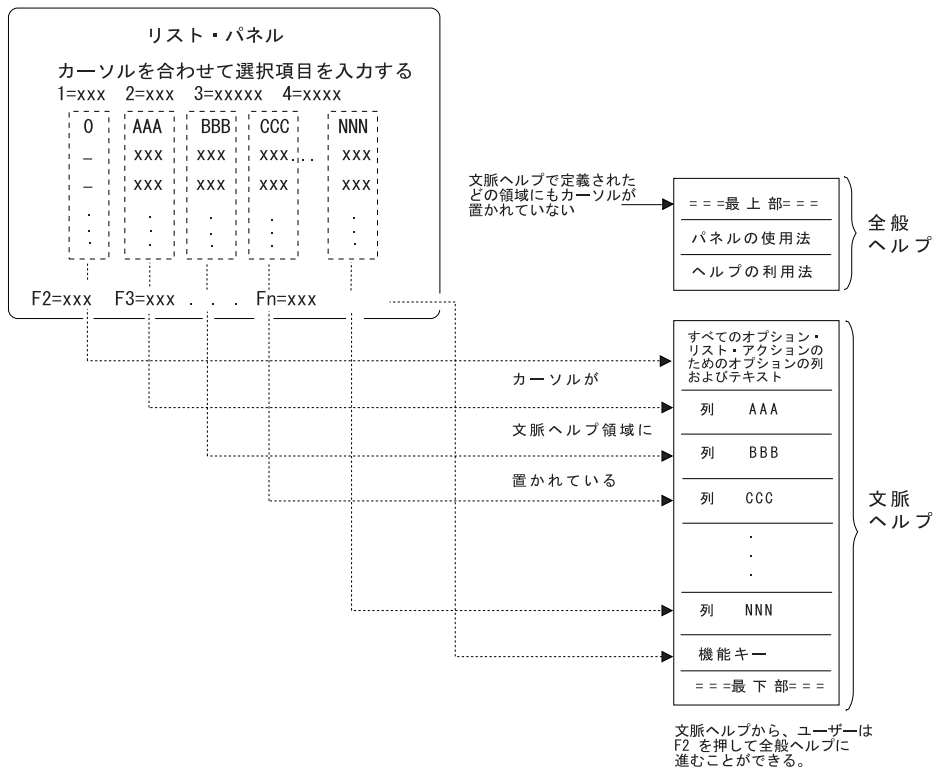 リスト・パネル
カーソルを合わせて選択項目を入力する
1=xxx 2=xxx 3=xxxxx 4=xxxx
O AAA BBB CCC NNN
_ xxx xxx xxx.... xxx
_ xxx xxx xxx xxx
. . . . .
. . . . .
. . . . .
F2=xxx F3=xxx . . . Fn=xxx
文脈ヘルプで定義された
どの領域にもカーソルが
置かれていない
===最 上 部===
パネルの使用法
ヘルプの利用法
全般
ヘルプ
すべてのオプション・
リスト・アクションの
ためのオプションの列
およびテキスト
カーソルが
列 AAA
文脈ヘルプ領域に
列 BBB
置かれている
列 CCC
.
.
.
列 NNN
機能キー
===最 下 部===
文脈
ヘルプ
文脈ヘルプから、ユーザーは
F2 を押して全般ヘルプに
進むことができる。